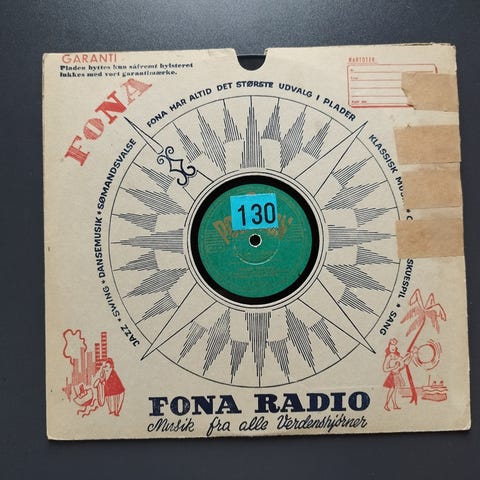 GARANTI
Pladen byttes kun såfremt hylsteret
lukkes med vort garantimærke.
KARTOTEK
FONA
FONA HAR ALTID DET STØRSTE UDVALG I PLADER
KLASSISK
SKUESPIL * SANG
JAZZ * SWING * DANSEMUSIK * SØMANDSVALSE
130
FONA RADIO
Musik fra alle Verdenshjørner